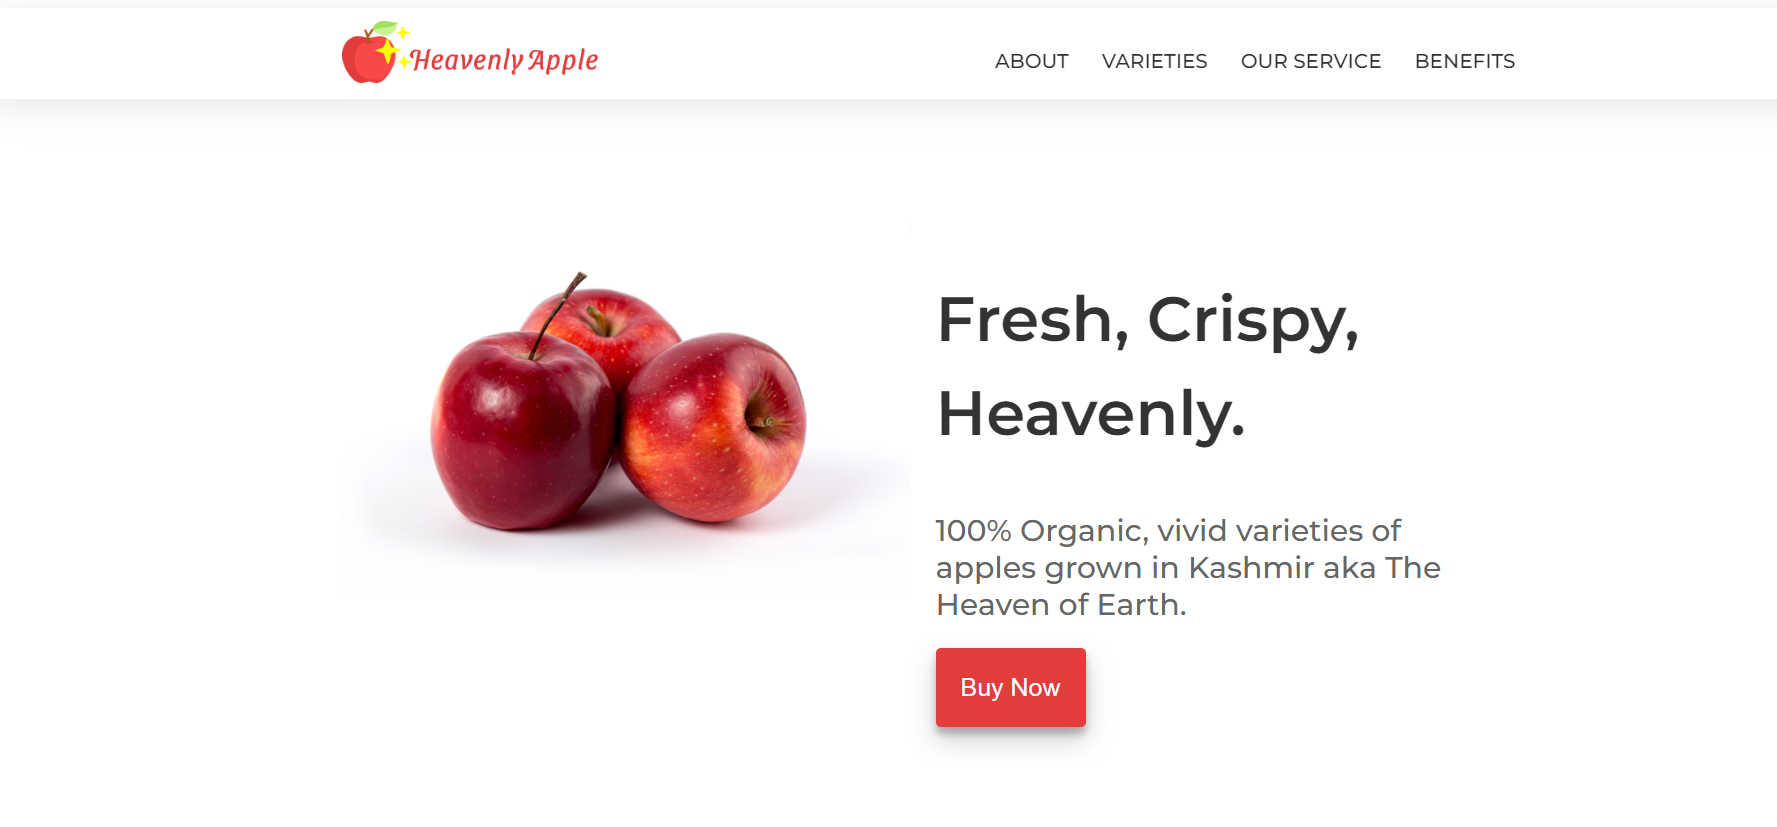 Heavenly Apple
ABOUT VARIETIES OUR SERVICE BENEFITS
Fresh, Crispy,
Heavenly.
100% Organic, vivid varieties of
apples grown in Kashmir aka The
Heaven of Earth.
Buy Now